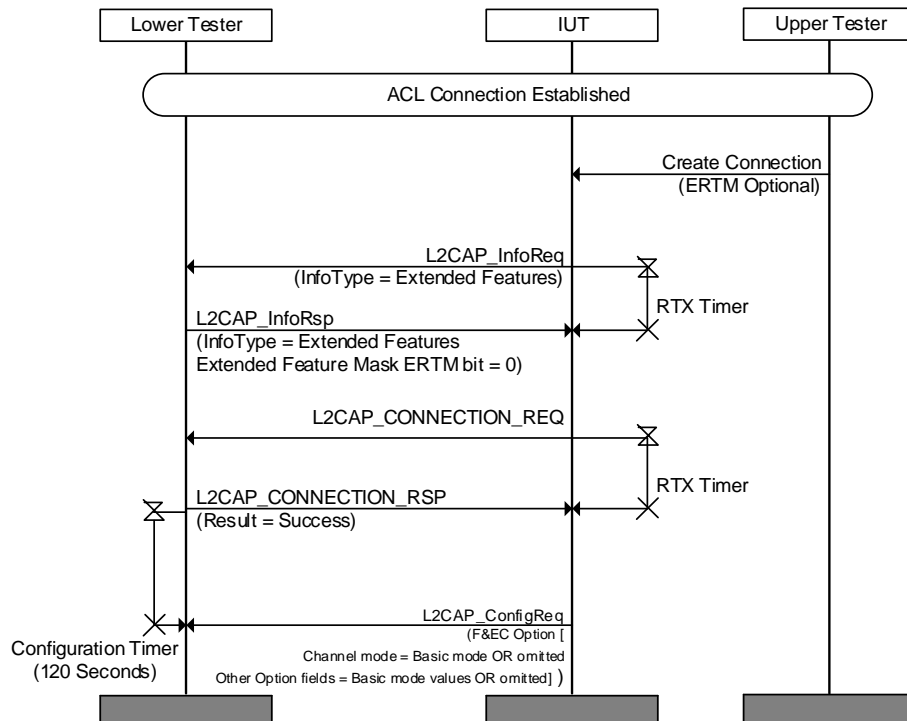 Lower Tester
IUT
Upper Tester
ACL Connection Established
Create Connection
(ERTM Optional)
L2CAP_InfoReq
(InfoType = Extended Features)
RTX Timer
L2CAP_InfoRsp
(InfoType = Extended Features
Extended Feature Mask ERTM bit = 0)
L2CAP_CONNECTION_REQ
RTX Timer
L2CAP_CONNECTION_RSP
(Result = Success)
L2CAP_ConfigReq
(F&EC Option [
Channel mode = Basic mode OR omitted
Other Option fields = Basic mode values OR omitted] )
Configuration Timer
(120 Seconds)